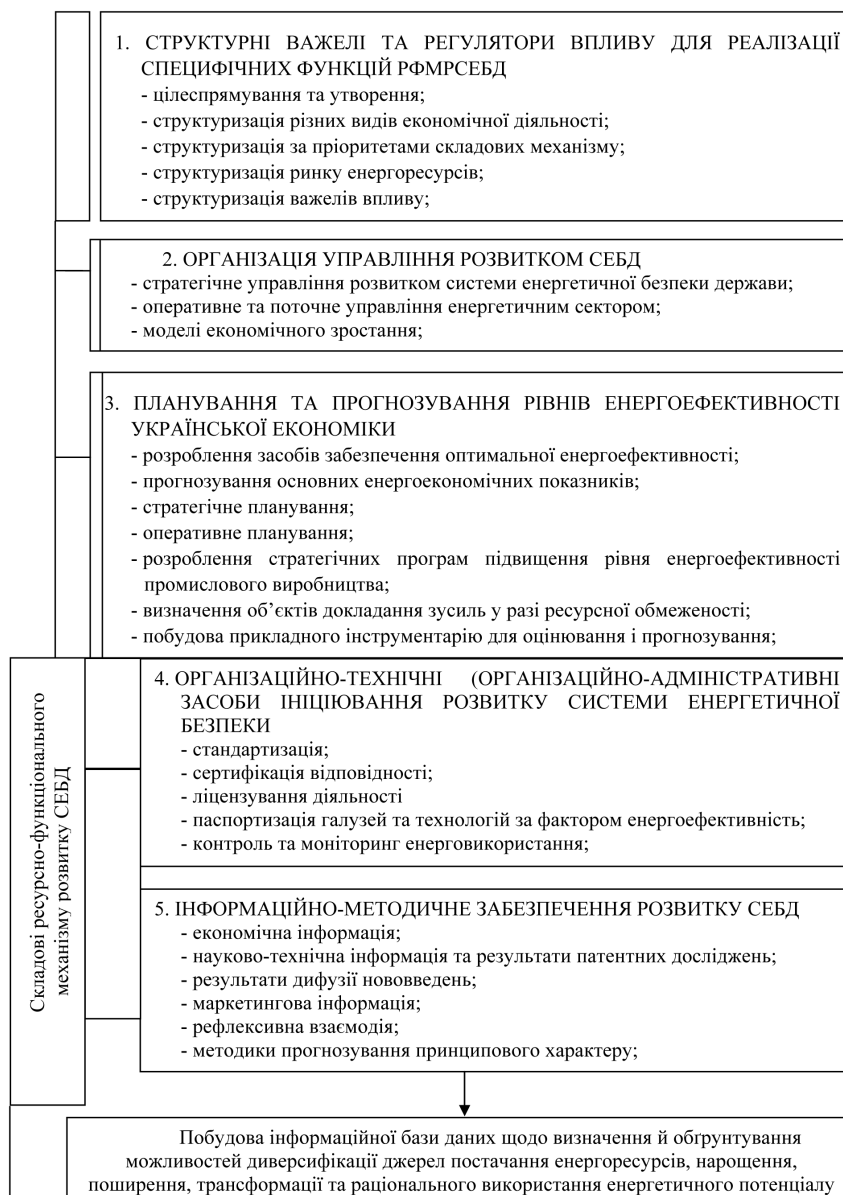 1. СТРУКТУРНІ ВАЖЕЛІ ТА РЕГУЛЯТОРИ ВПЛИВУ ДЛЯ РЕАЛІЗАЦІЇ
СПЕЦИФІЧНИХ ФУНКЦІЙ РФМРСЕБД
- цілеспрямування та утворення;
- структуризація різних видів економічної діяльності;
- структуризація за пріоритетами складових механізму;
- структуризація ринку енергоресурсів;
- структуризація важелів впливу;
2. ОРГАНІЗАЦІЯ УПРАВЛІННЯ РОЗВИТКОМ СЕБД
- стратегічне управління розвитком системи енергетичної безпеки держави;
- оперативне та поточне управління енергетичним сектором;
- моделі економічного зростання;
3. ПЛАНУВАННЯ ТА ПРОГНОЗУВАННЯ РІВНІВ ЕНЕРГОЕФЕКТИВНОСТІ
УКРАЇНСЬКОЇ ЕКОНОМІКИ
- розроблення засобів забезпечення оптимальної енергоефективності;
- прогнозування основних енергоекономічних показників;
- стратегічне планування;
- оперативне планування;
- розроблення стратегічних програм підвищення рівня енергоефективності
промислового виробництва;
- визначення об’єктів докладання зусиль у разі ресурсної обмеженості;
- побудова прикладного інструментарію для оцінювання і прогнозування;
Складові ресурсно-функціонального
механізму розвитку СЕБД
4. ОРГАНІЗАЦІЙНО-ТЕХНІЧНІ (ОРГАНІЗАЦІЙНО-АДМІНІСТРАТИВНІ
ЗАСОБИ ІНІЦІЮВАННЯ РОЗВИТКУ СИСТЕМИ ЕНЕРГЕТИЧНОЇ
БЕЗПЕКИ
- стандартизація;
- сертифікація відповідності;
- ліцензування діяльності
- паспортизація галузей та технологій за фактором енергоефективність;
- контроль та моніторинг енерговикористання;
5. ІНФОРМАЦІЙНО-МЕТОДИЧНЕ ЗАБЕЗПЕЧЕННЯ РОЗВИТКУ СЕБД
- економічна інформація;
- науково-технічна інформація та результати патентних досліджень;
- результати дифузії нововведень;
- маркетингова інформація;
- рефлексивна взаємодія;
- методики прогнозування принципового характеру;
Побудова інформаційної бази даних щодо визначення й обґрунтування
можливостей диверсифікації джерел постачання енергоресурсів, нарощення,
поширення, трансформації та раціонального використання енергетичного потенціалу